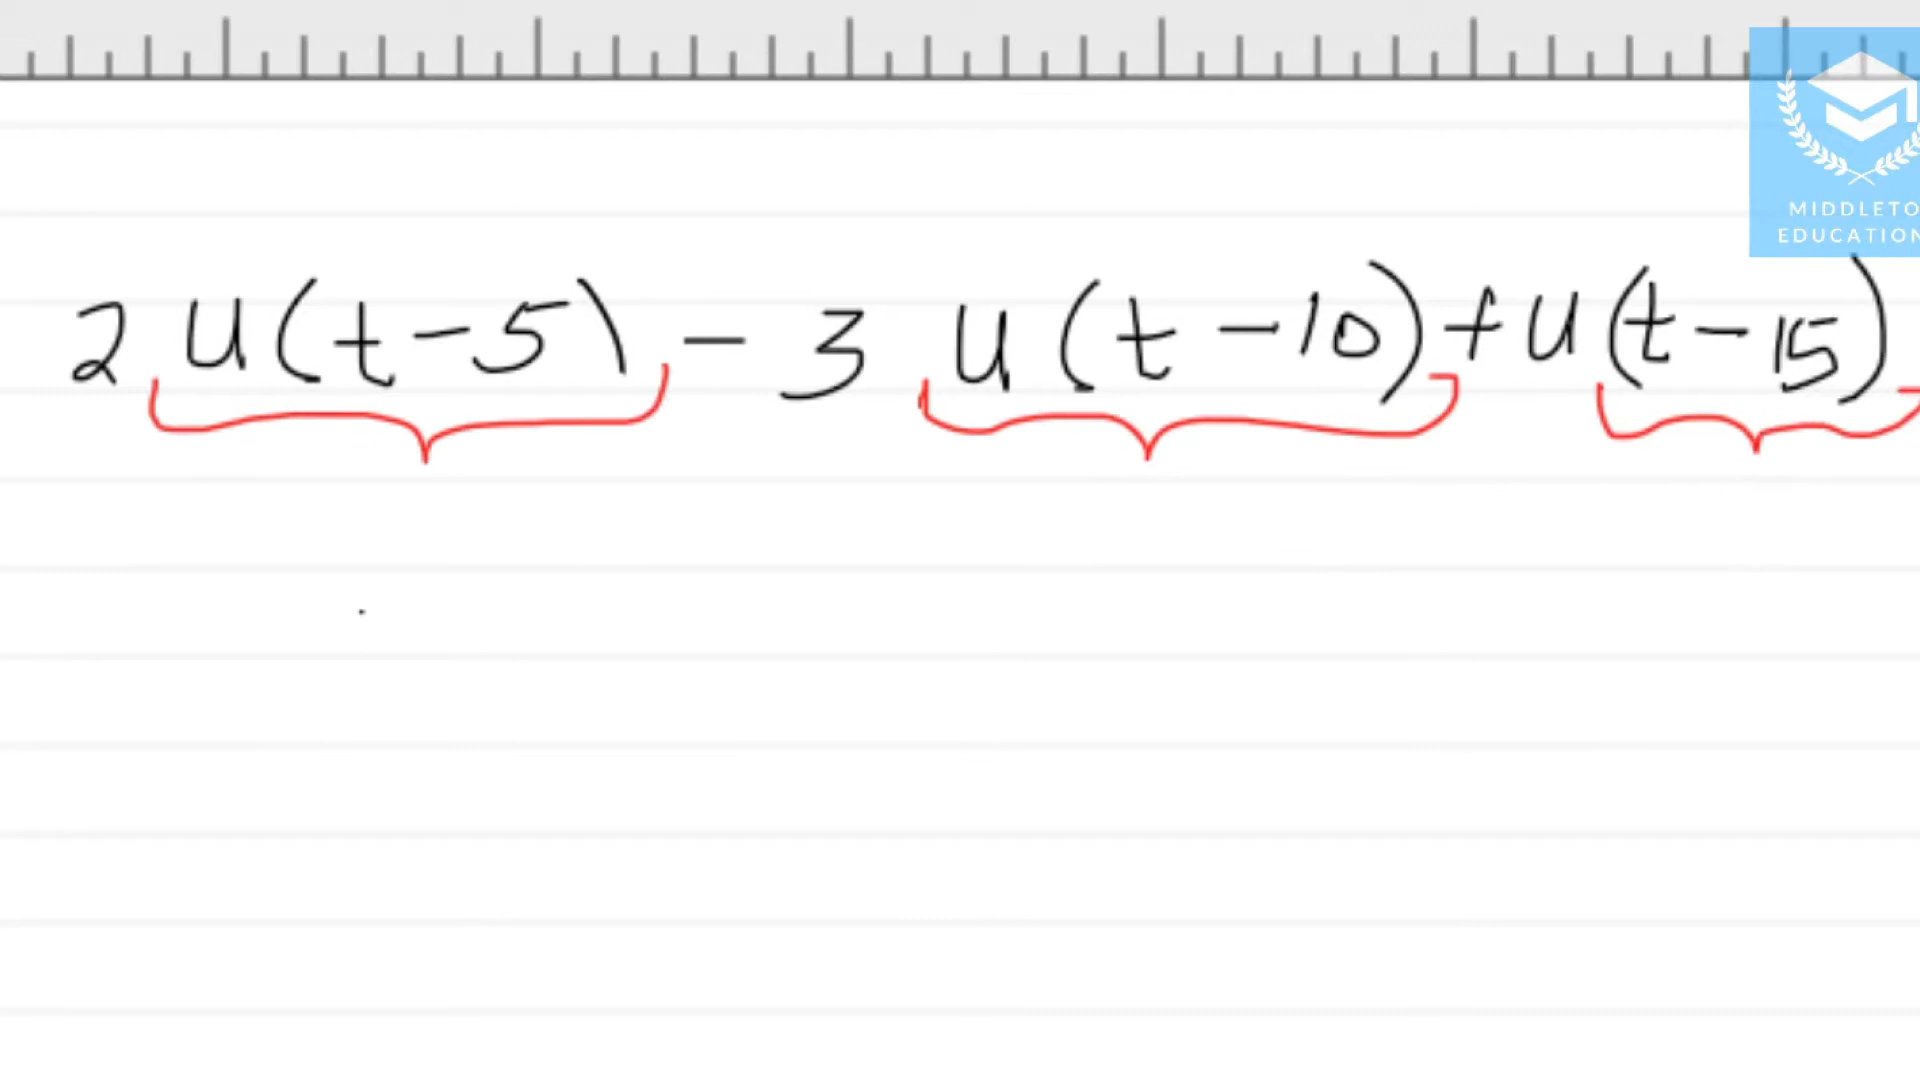 MIDDLETO
EDUCATION
2 u(t-5) - 3 u(t-10) + u(t-15)